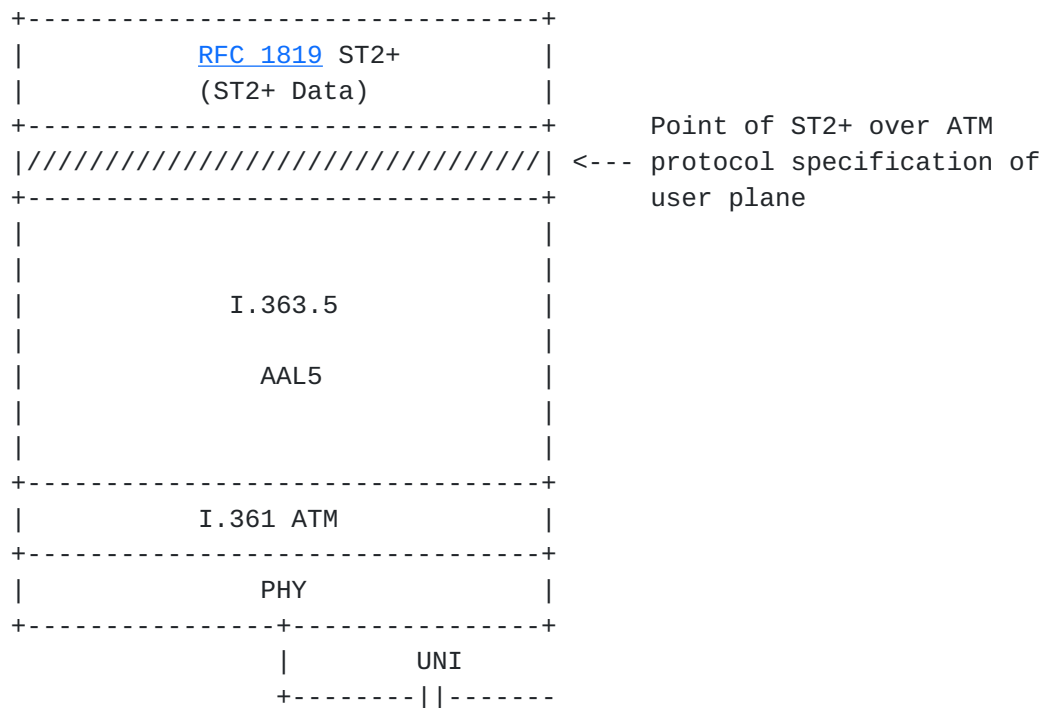 +---------------------------------+
|           RFC 1819 ST2+         |
|           (ST2+ Data)           |
+---------------------------------+      Point of ST2+ over ATM
|/////////////////////////////////| <--- protocol specification of
+---------------------------------+      user plane
|                                 |
|                                 |
|             I.363.5             |
|                                 |
|               AAL5              |
|                                 |
|                                 |
+---------------------------------+
|           I.361 ATM             |
+---------------------------------+
|               PHY               |
+----------------+----------------+
                 |        UNI
                 +--------||-------